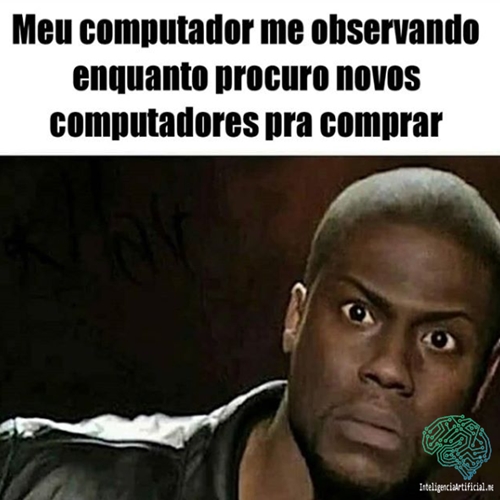 Meu computador me observando
enquanto procuro novos
computadores pra comprar
InteligenciaArtificial.me